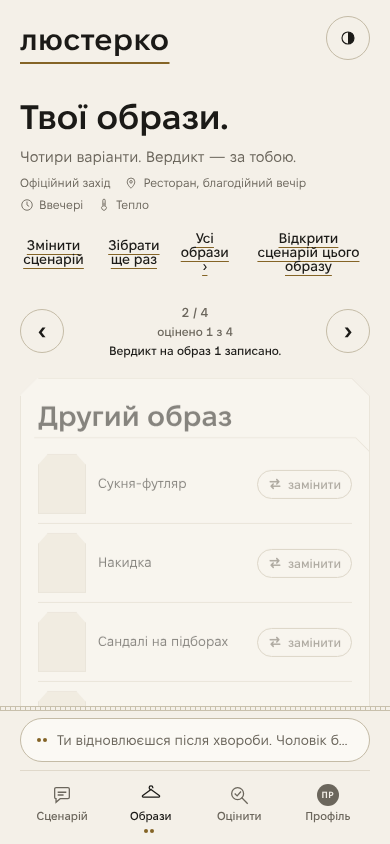 люстерко
Твої образи.
Чотири варіанти. Вердикт — за тобою.
Офіційний захід Ресторан, благодійний вечір
Ввечері Тепло
Змінити сценарій
Зібрати ще раз
Усі образи ›
Відкрити сценарій цього образу
‹
2 / 4
оцінено 1 з 4
Вердикт на образ 1 записано.
›
Другий образ
Сукня-футляр замінити
Накидка замінити
Сандалі на підборах замінити
Ти відновлюєшся після хвороби. Чоловік б...
Сценарій Образи Оцінити ПР Профіль